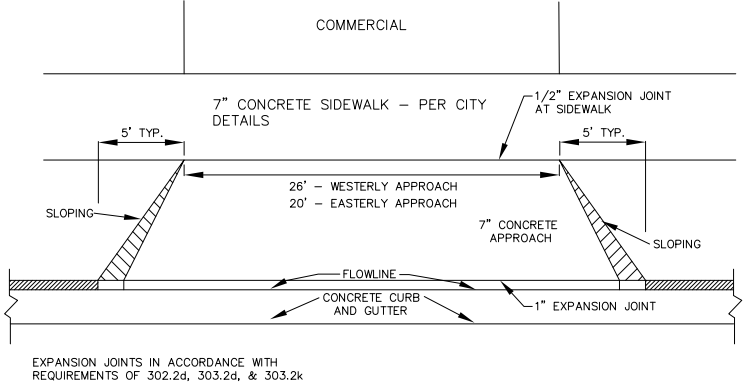 COMMERCIAL
7" CONCRETE SIDEWALK – PER CITY
DETAILS
1/2" EXPANSION JOINT
AT SIDEWALK
5' TYP.
5' TYP.
26' – WESTERLY APPROACH
20' – EASTERLY APPROACH
SLOPING
7" CONCRETE
APPROACH
SLOPING
FLOWLINE
CONCRETE CURB
AND GUTTER
1" EXPANSION JOINT
EXPANSION JOINTS IN ACCORDANCE WITH
REQUIREMENTS OF 302.2d, 303.2d, & 303.2k